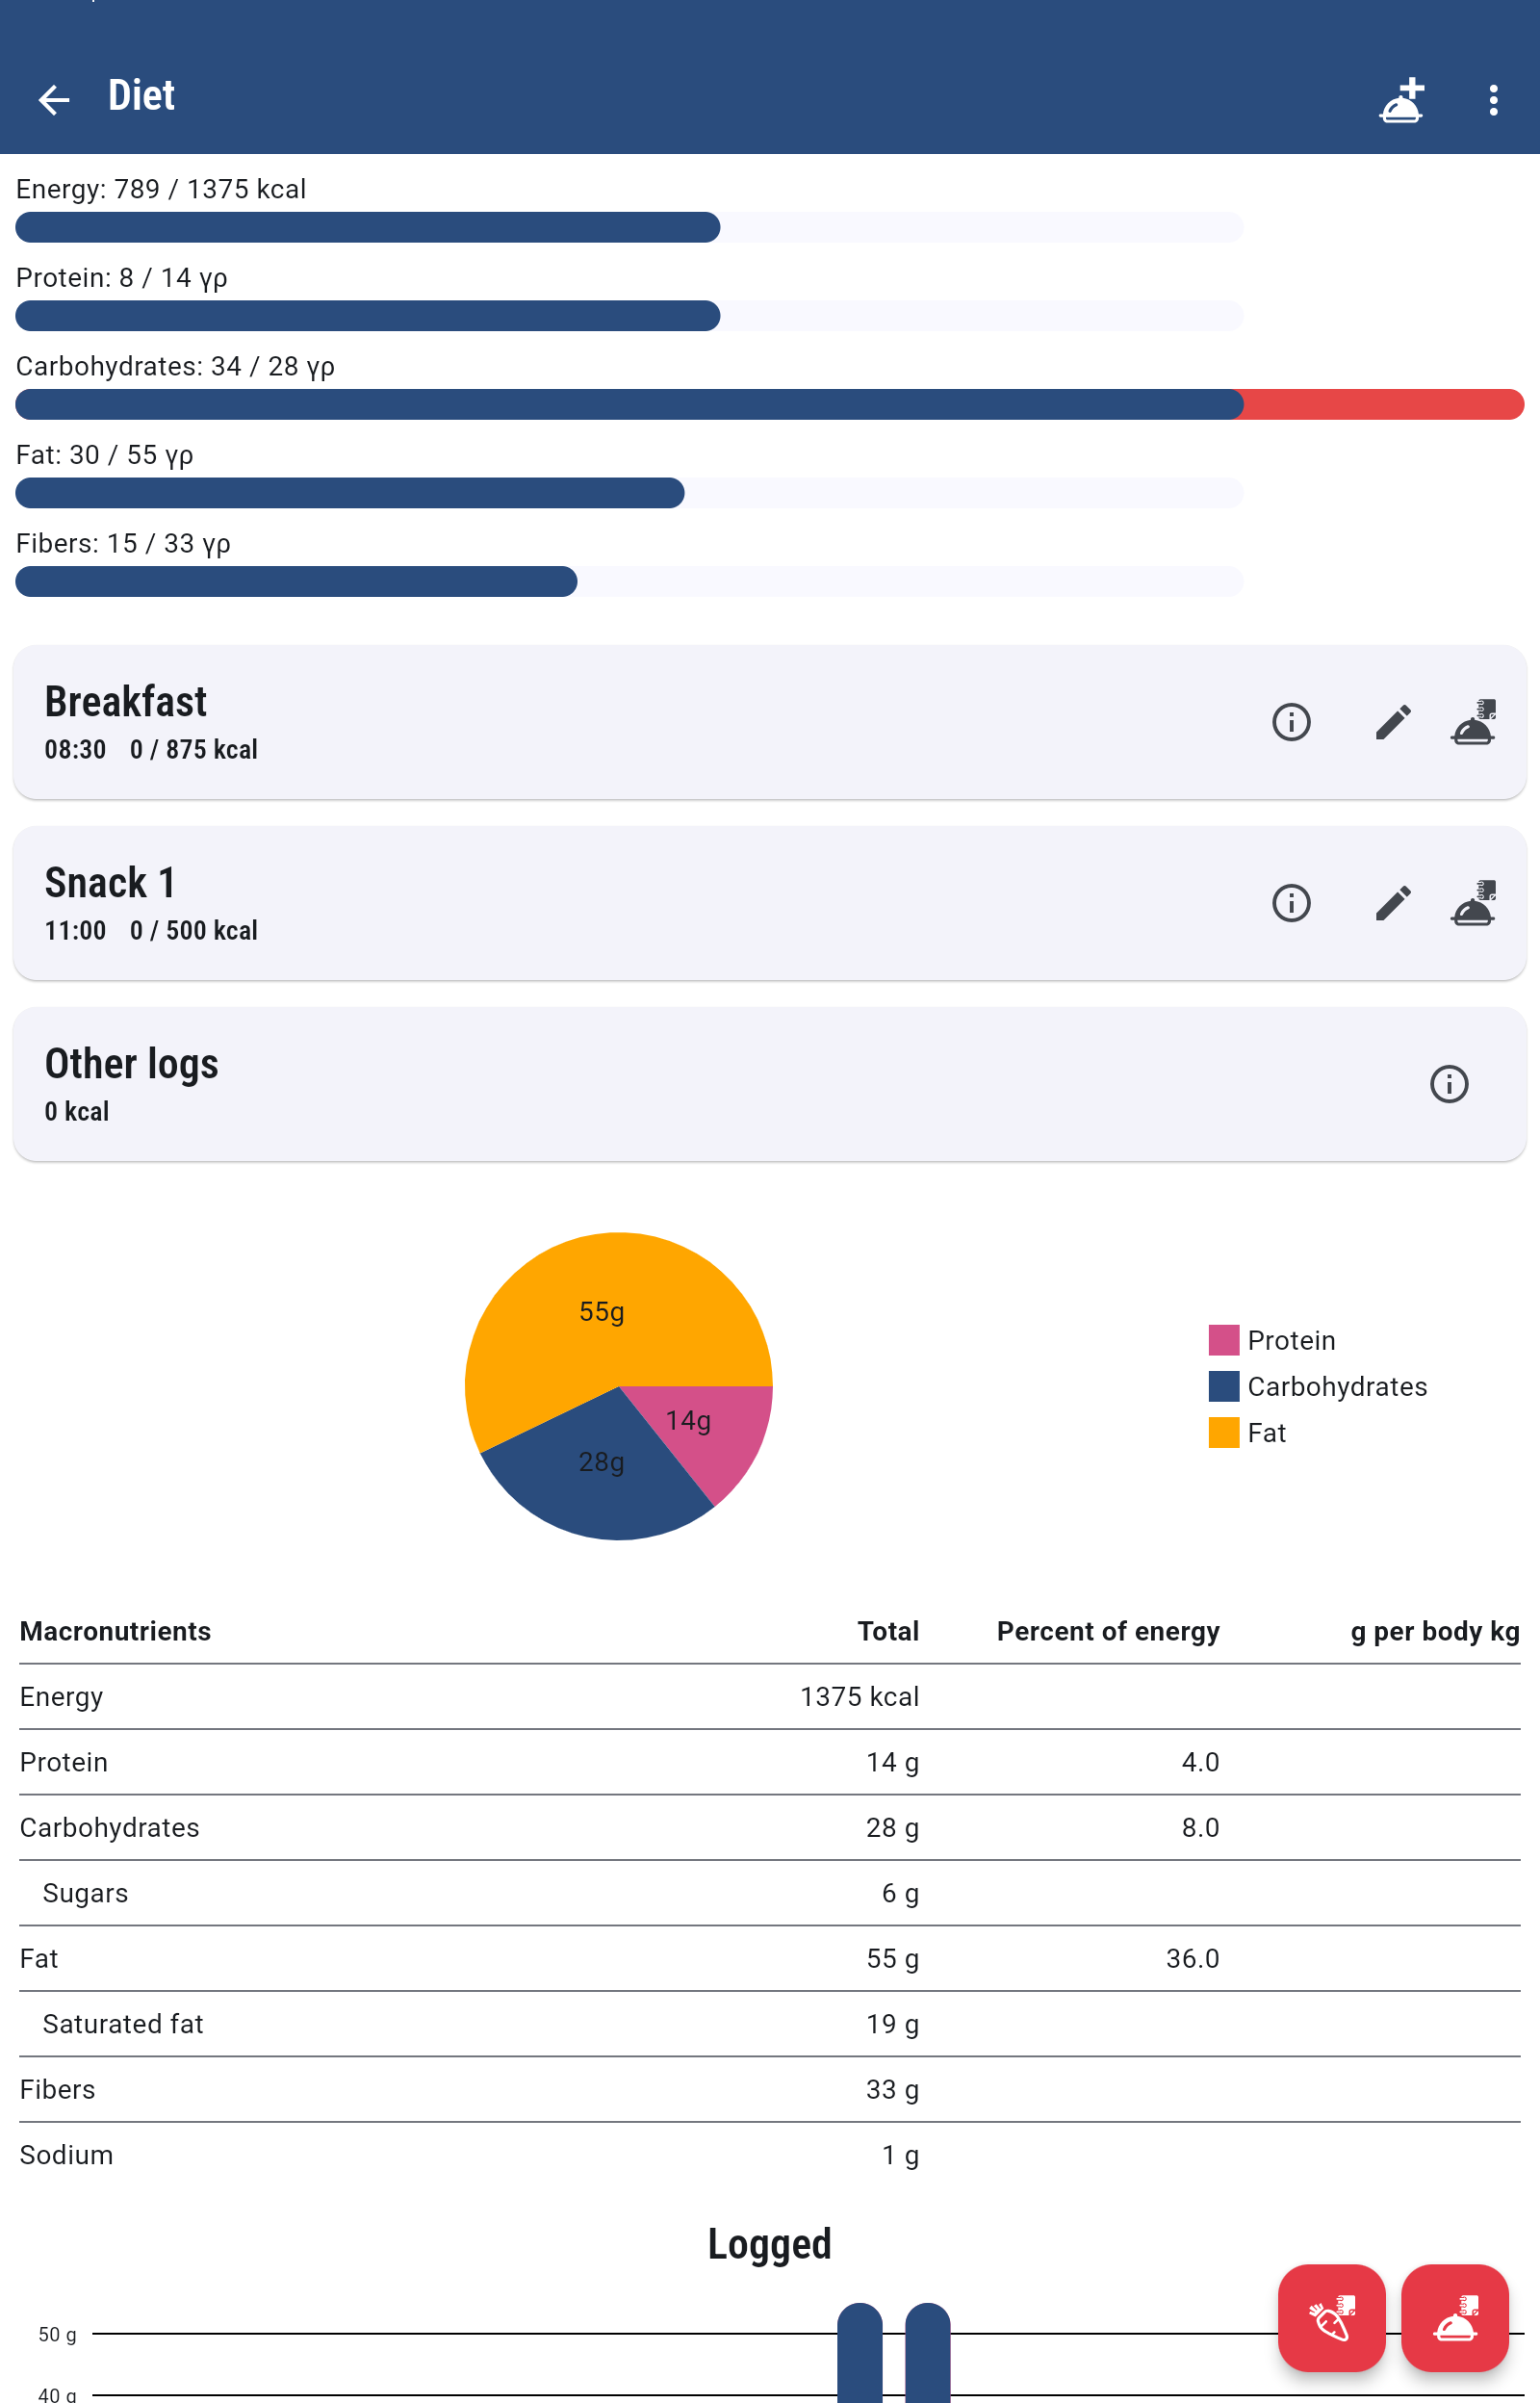 Diet
Energy: 789 / 1375 kcal
Protein: 8 / 14 γρ
Carbohydrates: 34 / 28 γρ
Fat: 30 / 55 γρ
Fibers: 15 / 33 γρ
Breakfast
08:30 0 / 875 kcal
Snack 1
11:00 0 / 500 kcal
Other logs
0 kcal
55g
14g
28g
Protein
Carbohydrates
Fat
Macronutrients Total Percent of energy g per body kg
Energy 1375 kcal
Protein 14 g 4.0
Carbohydrates 28 g 8.0
Sugars 6 g
Fat 55 g 36.0
Saturated fat 19 g
Fibers 33 g
Sodium 1 g
Logged
50 g
40 g